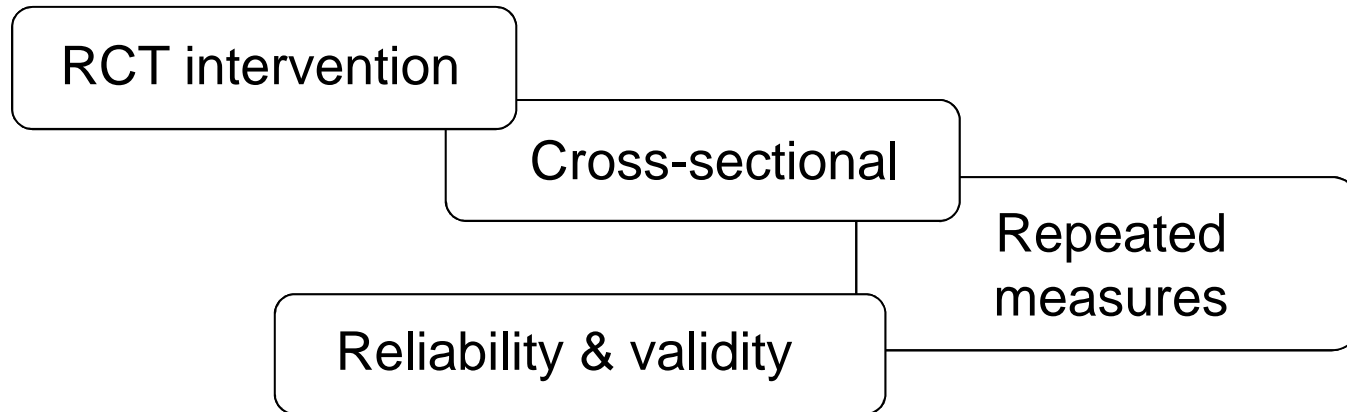 RCT intervention
Cross-sectional
Repeated
measures
Reliability & validity